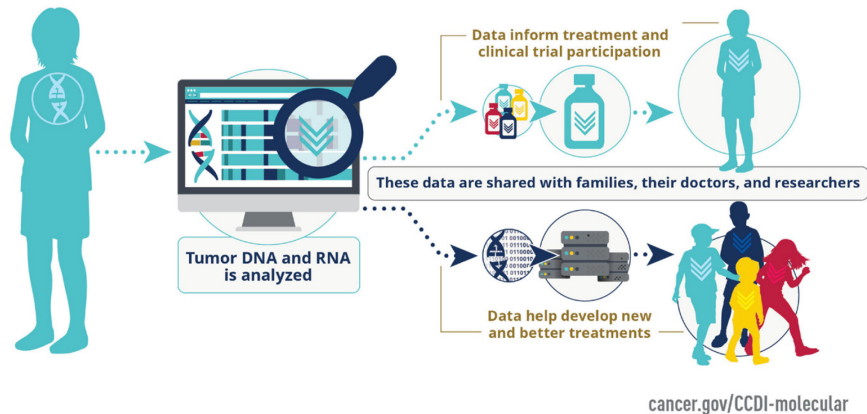 Data inform treatment and
clinical trial participation
These data are shared with families, their doctors, and researchers
Tumor DNA and RNA
is analyzed
Data help develop new
and better treatments
cancer.gov/CCDI-molecular